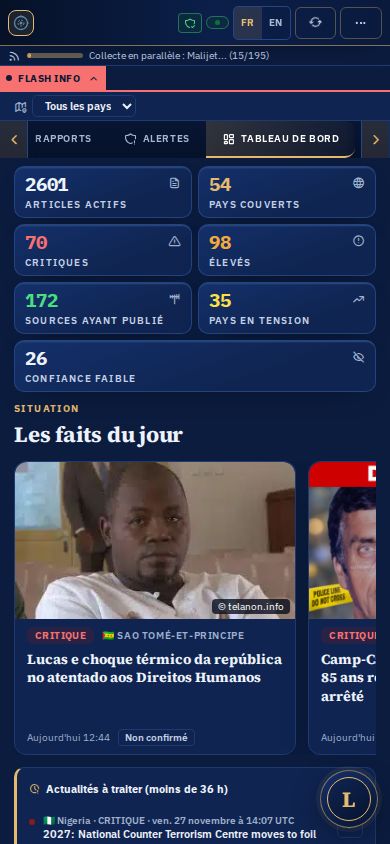 FR
EN
Collecte en parallèle : Malijet... (15/195)
FLASH INFO
Tous les pays
RAPPORTS
ALERTES
TABLEAU DE BORD
2601
ARTICLES ACTIFS
54
PAYS COUVERTS
70
CRITIQUES
98
ÉLEVÉS
172
SOURCES AYANT PUBLIÉ
35
PAYS EN TENSION
26
CONFIANCE FAIBLE
SITUATION
Les faits du jour
© telanon.info
POLICE LINE
DO NOT CROSS
CRITIQUE
SAO TOMÉ-ET-PRINCIPE
Lucas e choque térmico da república
no atentado aos Direitos Humanos
Aujourd'hui 12:44
Non confirmé
CRITIQU
Camp-C
85 ans r
arrêté
Aujourd'hui
Actualités à traiter (moins de 36 h)
Nigeria · CRITIQUE · ven. 27 novembre à 14:07 UTC
2027: National Counter Terrorism Centre moves to foil
L